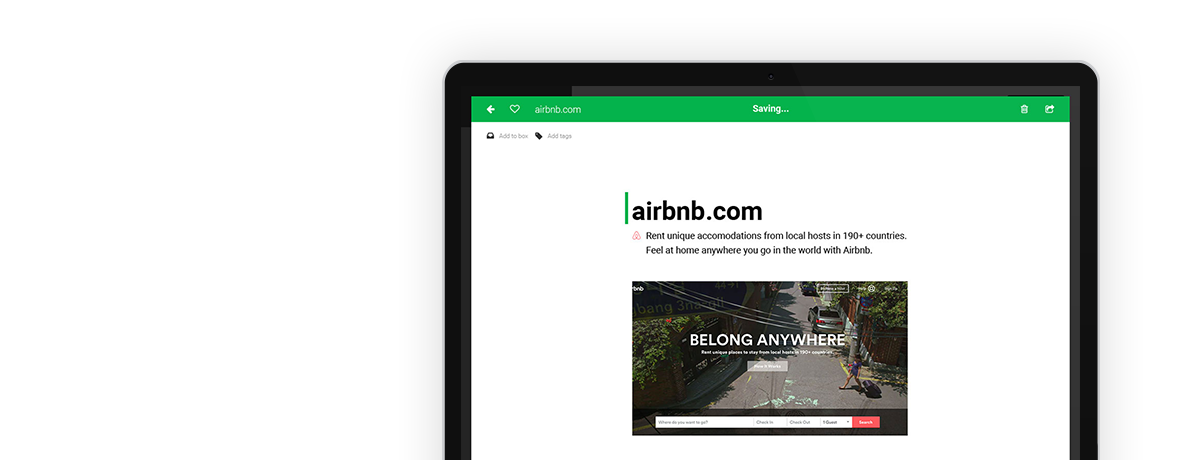 airbnb.com
Saving...
Add to box
Add tags
airbnb.com
Rent unique accomodations from local hosts in 190+ countries.
Feel at home anywhere you go in the world with Airbnb.
rbnb
Help
Sign Up
BELONG ANYWHERE
Rent unique places to stay from local hosts in 190+ countries.
How It Works
Where do you want to go?
Check In
Check Out
1 Guest
Search